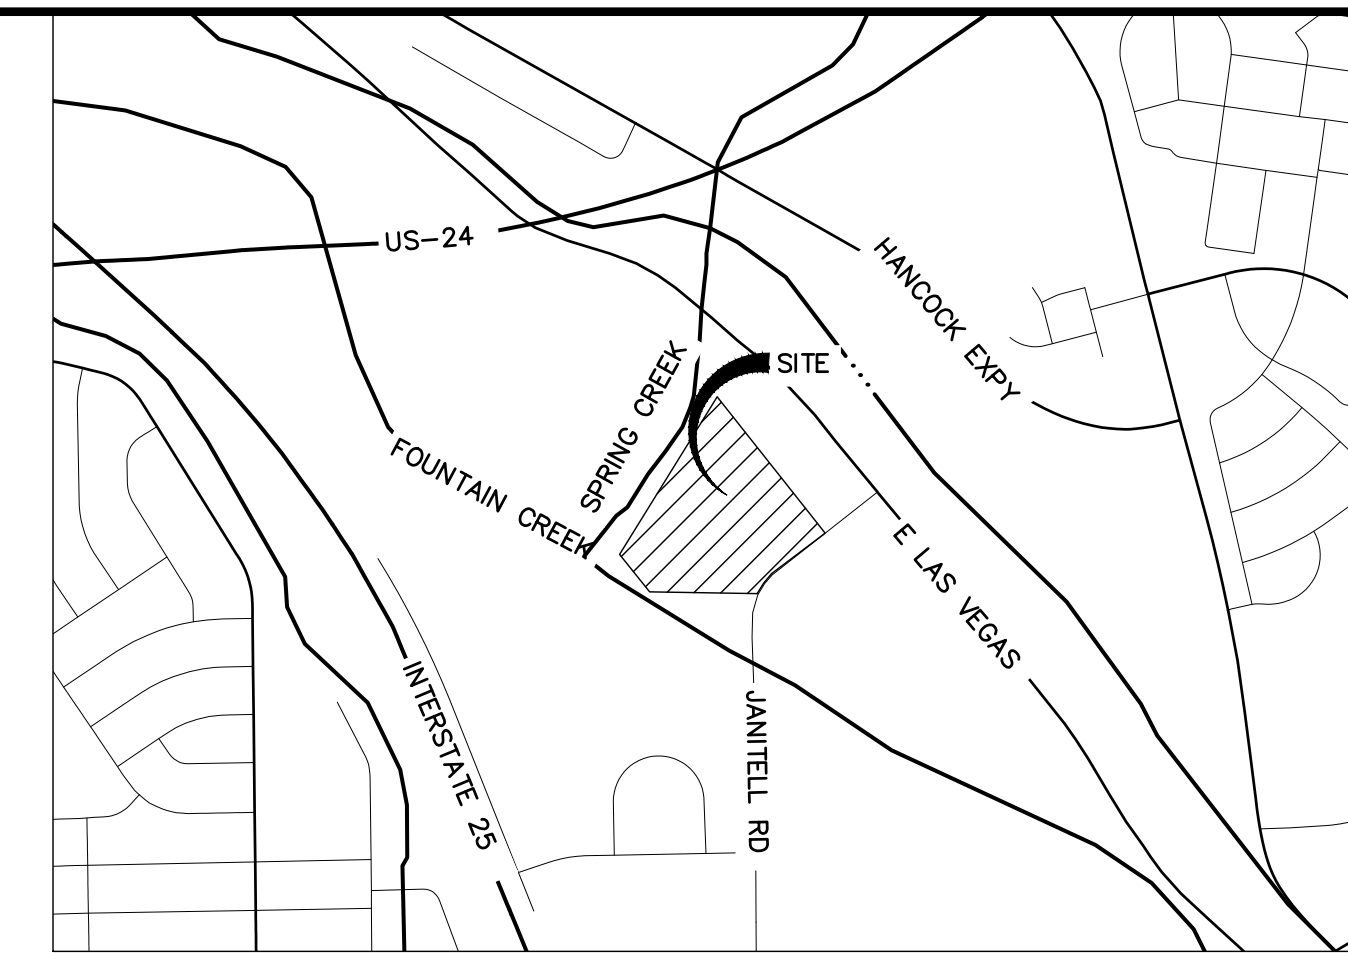 US-24
HANCOCK EXPY
SITE
SPRING CREEK
FOUNTAIN CREEK
E LAS VEGAS
INTERSTATE 25
JANITELL RD